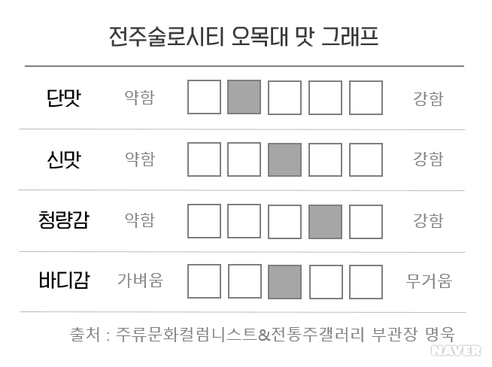 전주술로시티 오목대 맛 그래프
단맛 약함 강함
신맛 약함 강함
청량감 약함 강함
바디감 가벼움 무거움
출처 : 주류문화컬럼니스트&전통주갤러리 부관장 명욱
NAVER